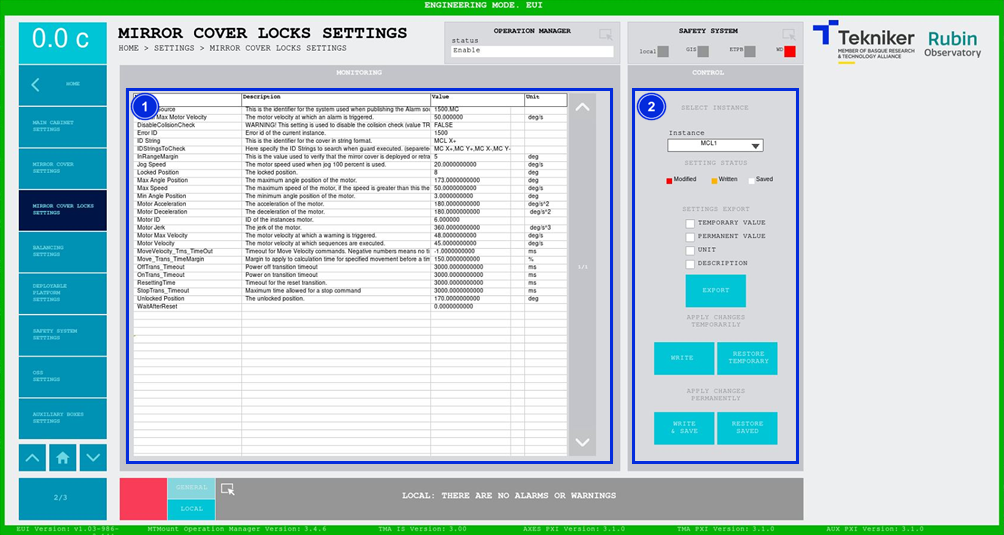 ENGINEERING MODE. EUI
0.0 c
MIRROR COVER LOCKS SETTINGS
HOME > SETTINGS > MIRROR COVER LOCKS SETTINGS
OPERATION MANAGER
status
Enable
SAFETY SYSTEM
local
GIS
ETPB
WD
Tekniker
MEMBER OF BASQUE RESEARCH
& TECHNOLOGY ALLIANCE
Rubin
Observatory
HOME
MAIN CABINET
SETTINGS
MIRROR COVER
SETTINGS
MIRROR COVER LOCKS
SETTINGS
BALANCING
SETTINGS
DEPLOYABLE
PLATFORM
SETTINGS
SAFETY SYSTEM
SETTINGS
OSS
SETTINGS
AUXILIARY BOXES
SETTINGS
2/3
MONITORING
1
Description Value Unit
ource This is the identifier for the system used when publishing the Alarm so 1500.MC
Max Motor Velocity The motor velocity at which an alarm is triggered. 50.000000 deg/s
DisableCollisionCheck WARNING! This setting is used to disable the colision check (value TR FALSE
Error ID Error id of the current instance. 1500
ID String This is the identifier for the cover in string format. MCL X+
IDStringsToCheck Here specify the ID Strings to search when guard executed. (separete MC X+,MC Y+,MC X-,MC Y-
InRangeMargin This is the value used to verify that the mirror cover is deployed or retra 5 deg
Jog Speed The motor speed used when jog 100 percent is used. 20.0000000000 deg/s
Locked Position The locked position. 8 deg
Max Angle Position The maximum angle position of the motor. 173.0000000000 deg
Max Speed The maximum speed of the motor, if the speed is greater than this the 50.0000000000 deg/s
Min Angle Position The minimum angle position of the motor. 3.0000000000 deg
Motor Acceleration The acceleration of the motor. 180.0000000000 deg/s^2
Motor Deceleration The deceleration of the motor. 180.0000000000 deg/s^2
Motor ID ID of the instances motor. 6.000000
Motor Jerk The jerk of the motor. 360.0000000000 deg/s^3
Motor Max Velocity The motor velocity at which a warning is triggered. 48.0000000000 deg/s
Motor Velocity The motor velocity at which sequences are executed. 45.0000000000 deg/s
MoveVelocity_Trns_TimeOut Timeout for Move Velocity commands. Negative numbers means no ti -1.0000000000 ms
Move_Trans_TimeMargin Margin to apply to calculation time for specified movement before a tim 150.0000000000 %
OffTrans_Timeout Power off transition timeout 3000.0000000000 ms
OnTrans_Timeout Power on transition timeout 3000.0000000000 ms
ResetingTime Timeout for the reset transition. 3000.0000000000 ms
StopTrans_Timeout Maximum time allowed for a stop command 3000.0000000000 ms
Unlocked Position The unlocked position. 170.0000000000 deg
WaitAfterReset 0.0000000000
1/1
CONTROL
2
SELECT INSTANCE
Instance
MCL1
SETTING STATUS
Modified Written Saved
SETTINGS EXPORT
TEMPORARY VALUE
PERMANENT VALUE
UNIT
DESCRIPTION
EXPORT
APPLY CHANGES
TEMPORARILY
WRITE
RESTORE
TEMPORARY
APPLY CHANGES
PERMANENTLY
WRITE
& SAVE
RESTORE
SAVED
GENERAL
LOCAL
LOCAL: THERE ARE NO ALARMS OR WARNINGS
EUI Version: v1.03-986-
MTMount Operation Manager Version: 3.4.6
TMA IS Version: 3.00
AXES PXI Version: 3.1.0
TMA PXI Version: 3.1.0
AUX PXI Version: 3.1.0